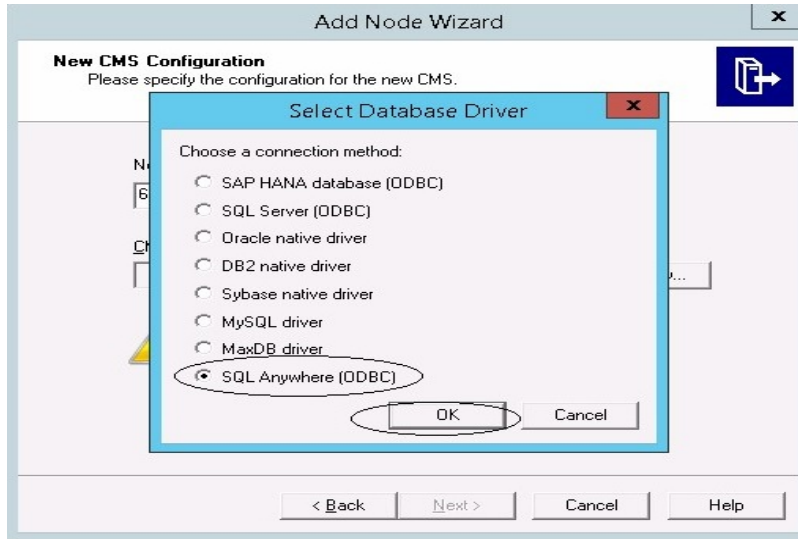 Add Node Wizard
x
New CMS Configuration
Please specify the configuration for the new CMS.
Select Database Driver
x
Choose a connection method:
SAP HANA database (ODBC)
SQL Server (ODBC)
Oracle native driver
DB2 native driver
Sybase native driver
MySQL driver
MaxDB driver
SQL Anywhere (ODBC)
OK
Cancel
6
...
< Back
Next >
Cancel
Help